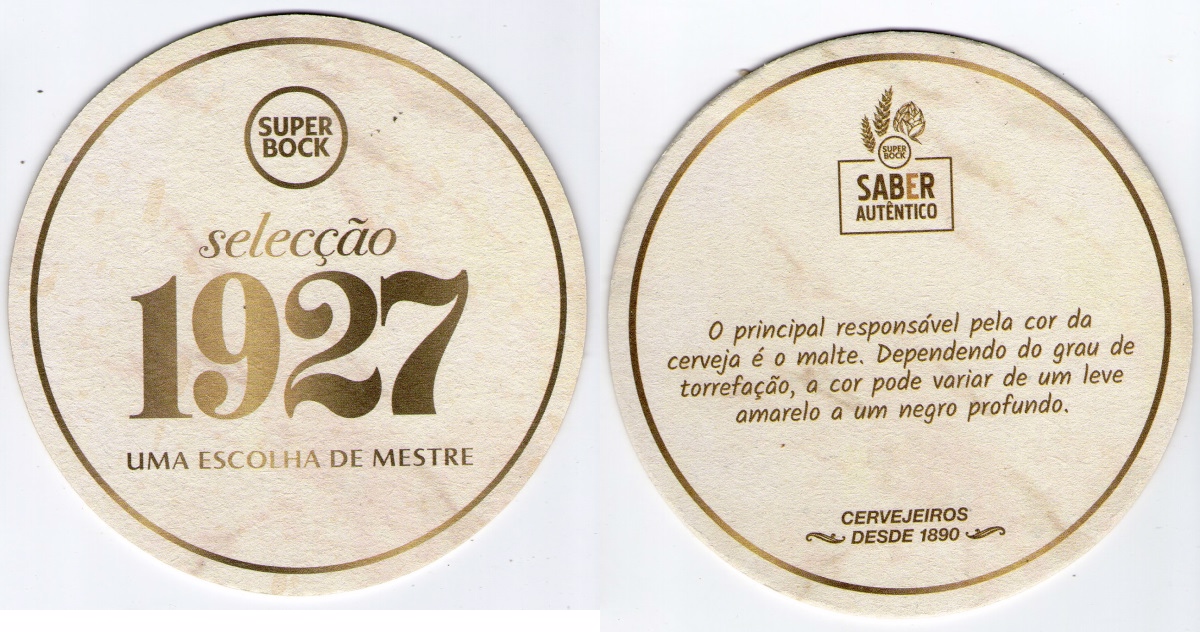 SUPER
BOCK
selecção
1927
UMA ESCOLHA DE MESTRE
SUPER
BOCK
SABER
AUTÊNTICO
O principal responsável pela cor da
cerveja é o malte. Dependendo do grau de
torrefação, a cor pode variar de um leve
amarelo a um negro profundo.
CERVEJEIROS
DESDE 1890